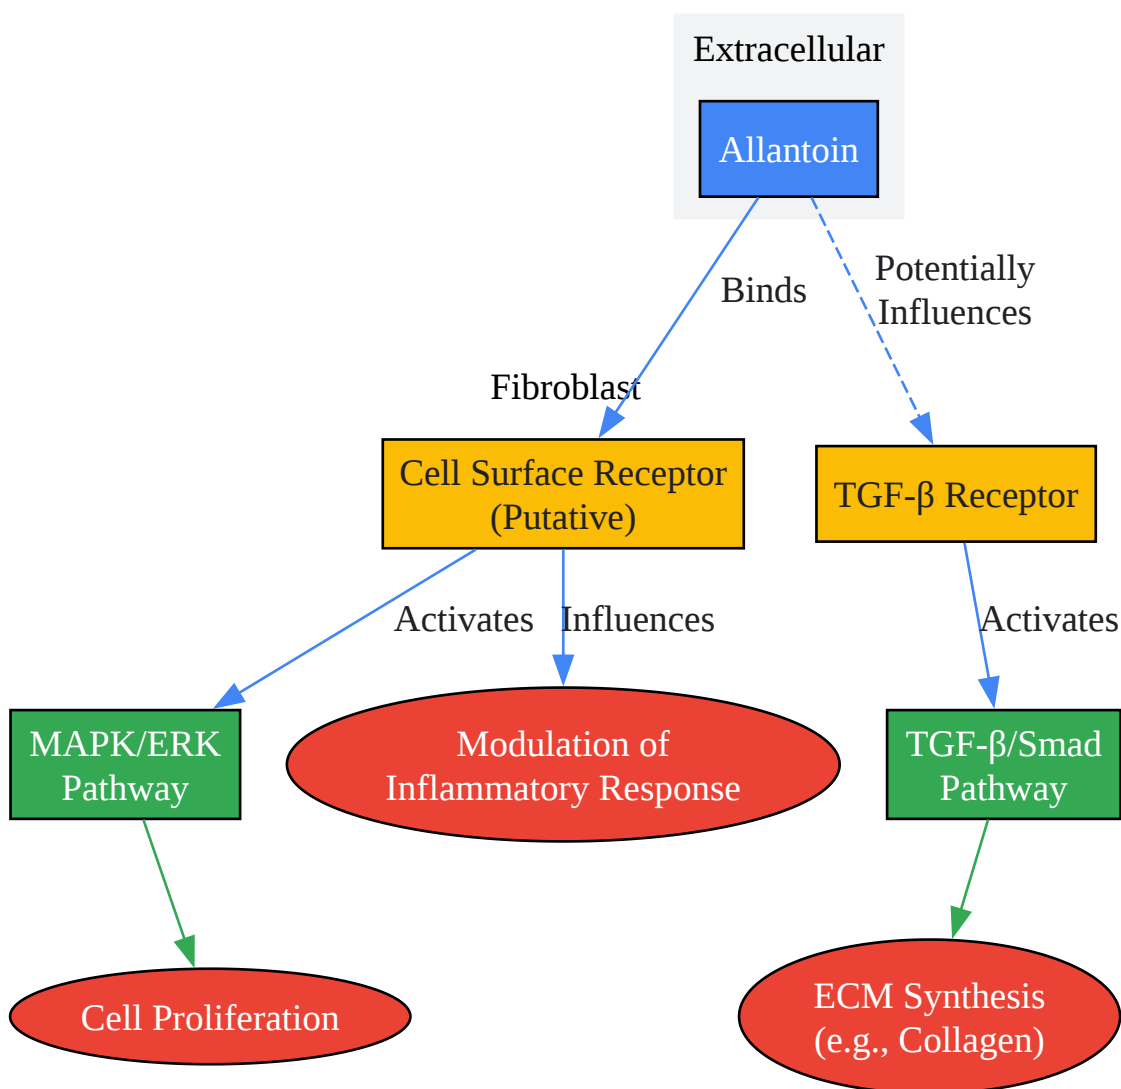 Extracellular
Allantoin
Binds
Potentially
Influences
Fibroblast
Cell Surface Receptor
(Putative)
TGF-β Receptor
Activates
Influences
Activates
MAPK/ERK
Pathway
Modulation of
Inflammatory Response
TGF-β/Smad
Pathway
Cell Proliferation
ECM Synthesis
(e.g., Collagen)